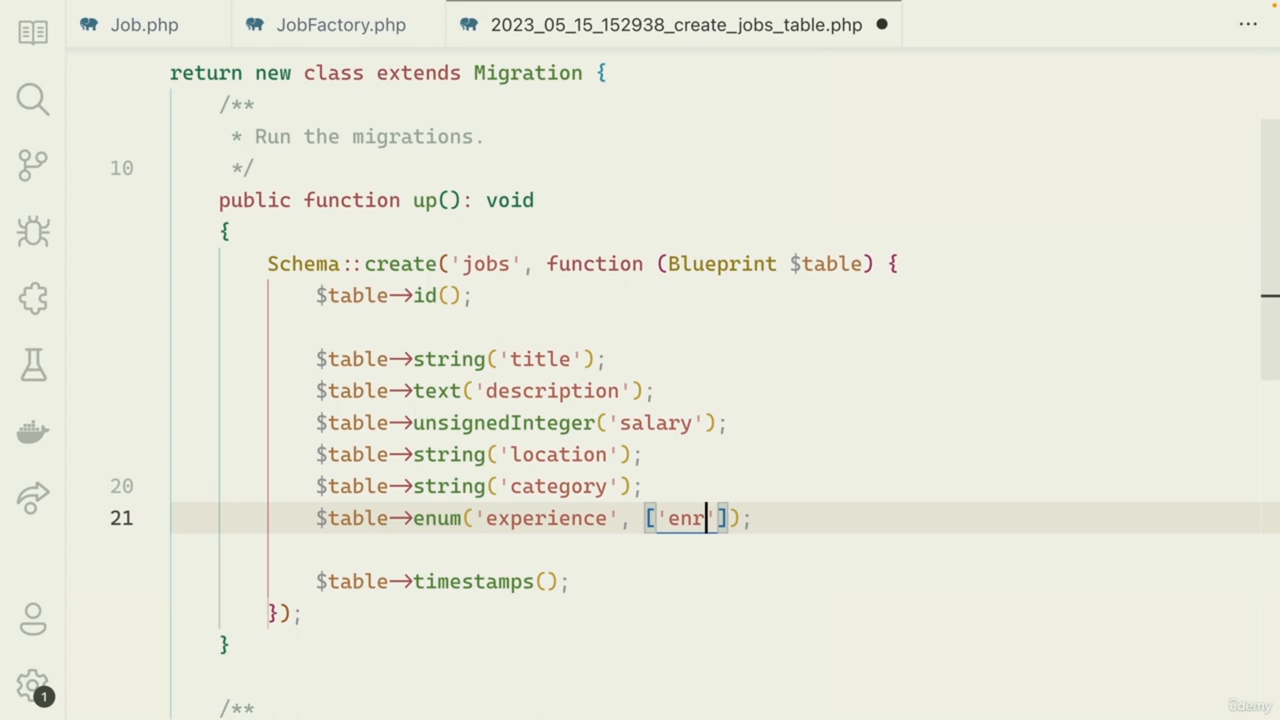 Job.php
JobFactory.php
2023_05_15_152938_create_jobs_table.php
return new class extends Migration {
/**
* Run the migrations.
10
*/
public function up(): void
{
Schema::create('jobs', function (Blueprint $table) {
$table->id();
$table->string('title');
$table->text('description');
$table->unsignedInteger('salary');
$table->string('location');
20
$table->string('category');
21
$table->enum('experience', ['enr']);
$table->timestamps();
});
}
/**
1
ûdemy